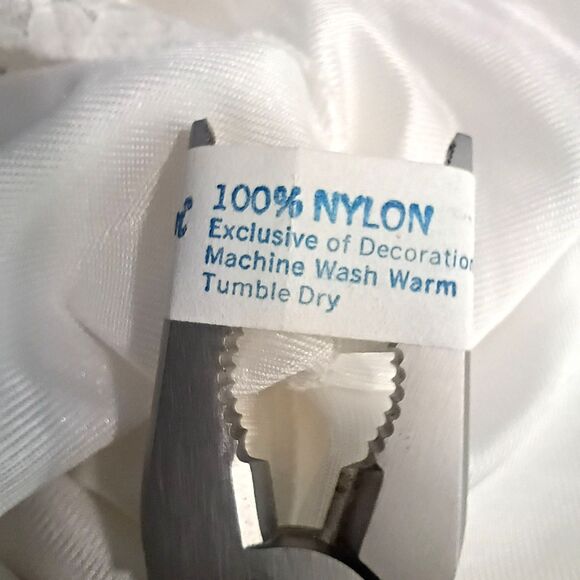 100% NYLON
Exclusive of Decoration
Machine Wash Warm
Tumble Dry